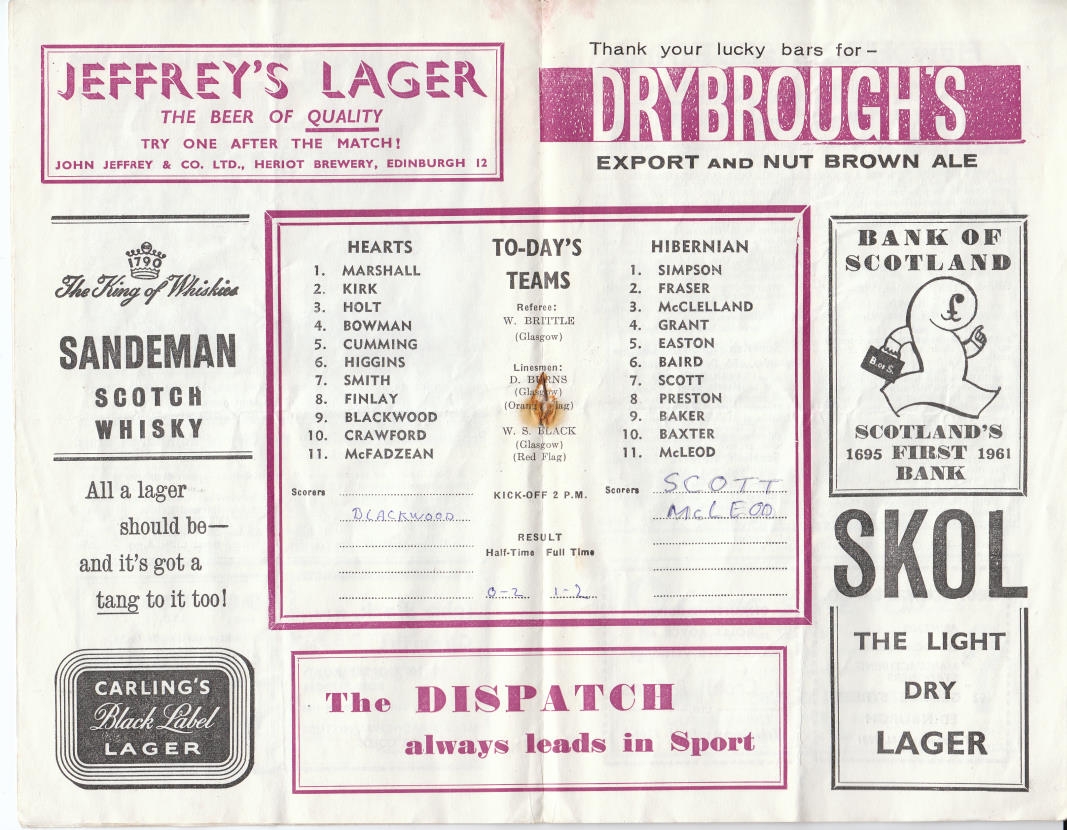 JEFFREY'S LAGER
THE BEER OF QUALITY
TRY ONE AFTER THE MATCH!
JOHN JEFFREY & CO. LTD., HERIOT BREWERY, EDINBURGH 12
Thank your lucky bars for—
DRYBROUGH'S
EXPORT AND NUT BROWN ALE
1790
The King of Whiskies
SANDEMAN
SCOTCH
WHISKY
All a lager
should be—
and it's got a
tang to it too!
CARLING'S
Black Label
LAGER
HEARTS
1. MARSHALL
2. KIRK
3. HOLT
4. BOWMAN
5. CUMMING
6. HIGGINS
7. SMITH
8. FINLAY
9. BLACKWOOD
10. CRAWFORD
11. McFADZEAN
Scorers
BLACKWOOD
TO-DAY'S
TEAMS
Referee:
W. BRITTLE
(Glasgow)
Linesmen:
D. BURNS
(Glasgow)
(Orange Flag)
W. S. BLACK
(Glasgow)
(Red Flag)
KICK-OFF 2 P.M.
RESULT
Half-Time Full Time
0-2 1-2
HIBERNIAN
1. SIMPSON
2. FRASER
3. McCLELLAND
4. GRANT
5. EASTON
6. BAIRD
7. SCOTT
8 PRESTON
9. BAKER
10. BAXTER
11. McLEOD
Scorers SCOTT
McLEOD
BANK OF
SCOTLAND
£
B. of S.
SCOTLAND'S
1695 FIRST 1961
BANK
SKOL
THE LIGHT
DRY
LAGER
The DISPATCH
always leads in Sport